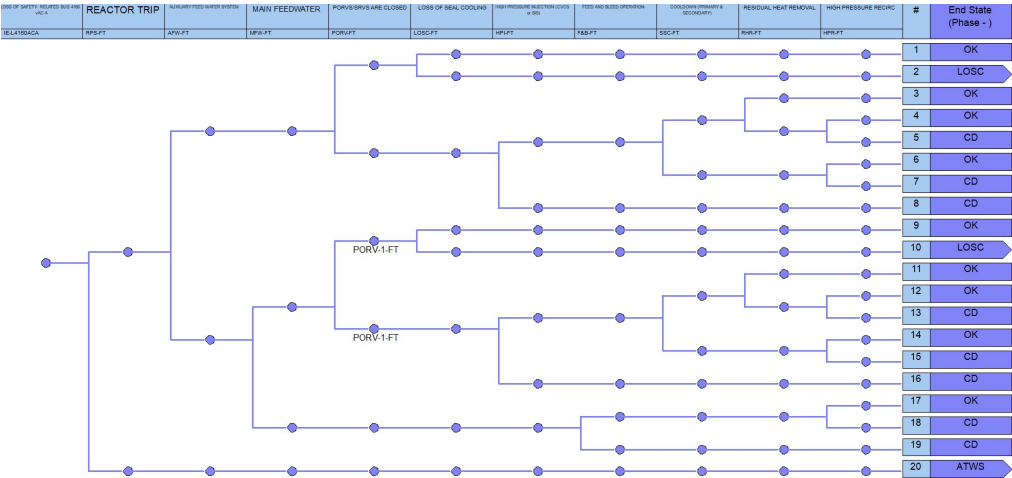 LOSS OF SAFETY- RELATED BUS 4160
VAC A
REACTOR TRIP
AUXILIARY FEED WATER SYSTEM
MAIN FEEDWATER
PORVS/SRVS ARE CLOSED
LOSS OF SEAL COOLING
HIGH PRESSURE INJECTION (CVCS
or SIS)
FEED AND BLEED OPERATION
COOLDOWN (PRIMARY &
SECONDARY)
RESIDUAL HEAT REMOVAL
HIGH PRESSURE RECIRC
#
End State
(Phase - )
IE-L4160ACA
RPS-FT
AFW-FT
MFW-FT
PORV-FT
LOSC-FT
HPI-FT
F&B-FT
SSC-FT
RHR-FT
HPR-FT
1 OK
2 LOSC
3 OK
4 OK
5 CD
6 OK
7 CD
8 CD
9 OK
PORV-1-FT
10 LOSC
11 OK
12 OK
13 CD
PORV-1-FT
14 OK
15 CD
16 CD
17 OK
18 CD
19 CD
20 ATWS